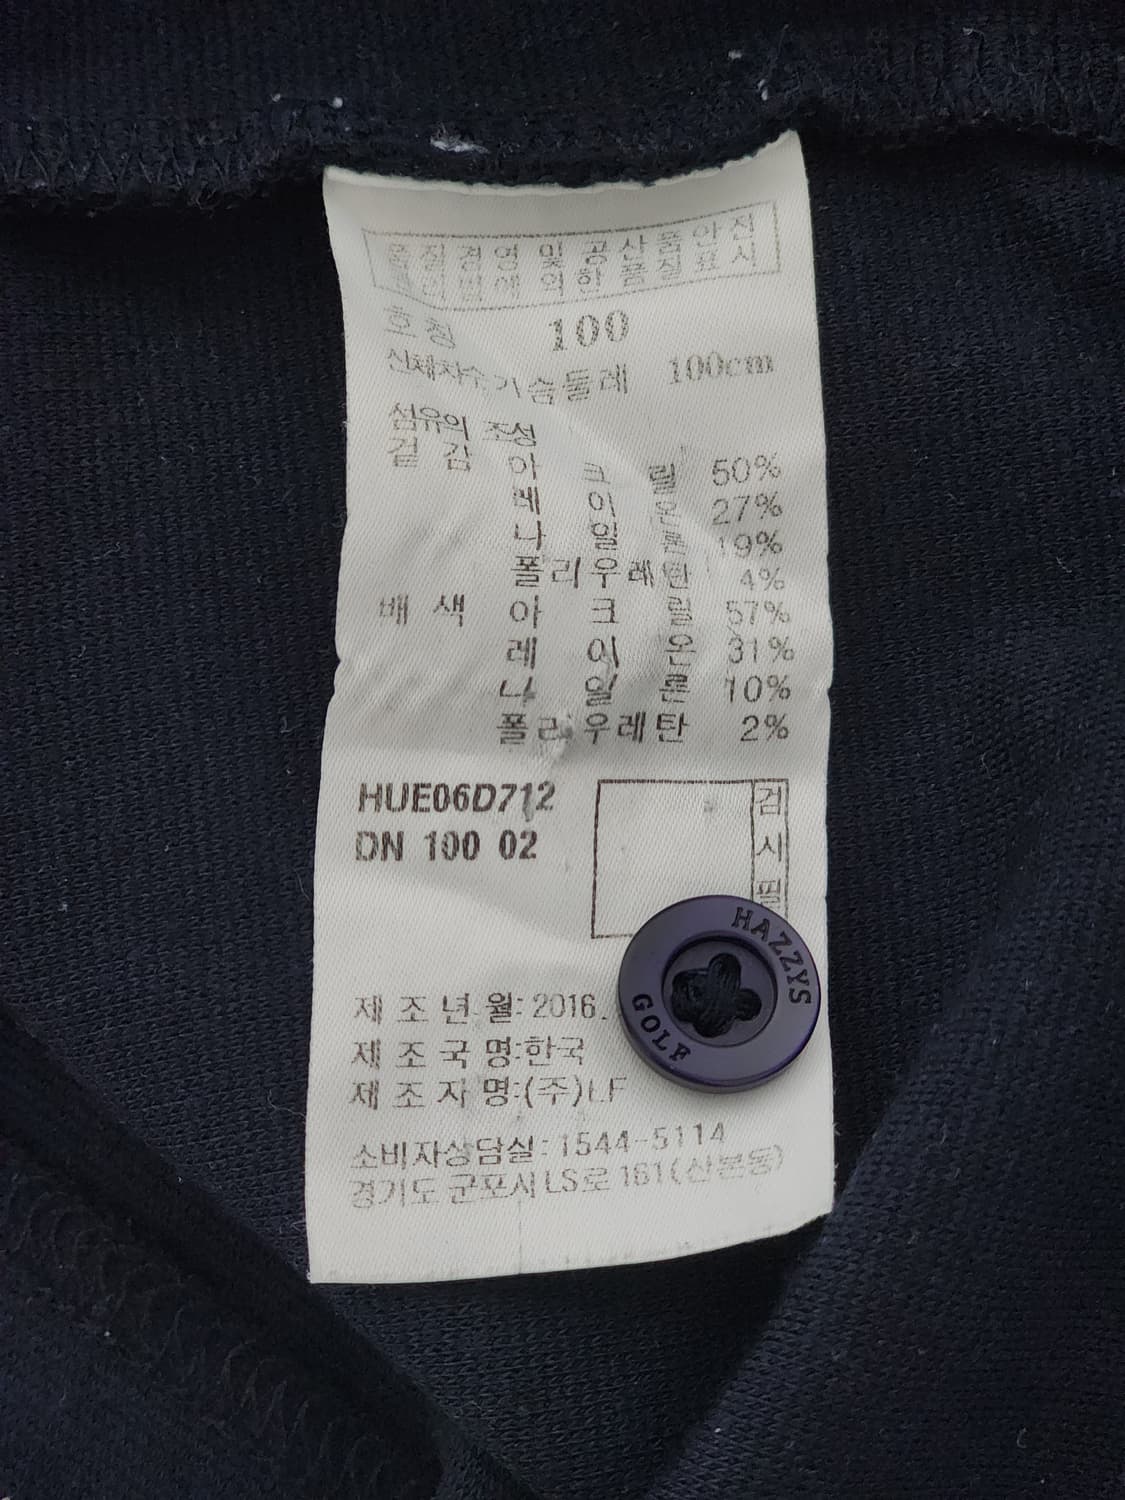 품질경영 및 공산품안전
관리법에 의한 품질표시
호칭 100
신체치수 가슴둘레 100cm
섬유의 조성
겉감 아크릴 50%
레이온 27%
나일론 19%
폴리우레탄 4%
배색 아크릴 57%
레이온 31%
나일론 10%
폴리우레탄 2%
HUE06D712
DN 100 02
검시필
HAZZYS
GOLF
제조년월: 2016.
제조국명:한국
제조자명:(주)LF
소비자상담실:1544-5114
경기도 군포시 LS로 161(산본동)